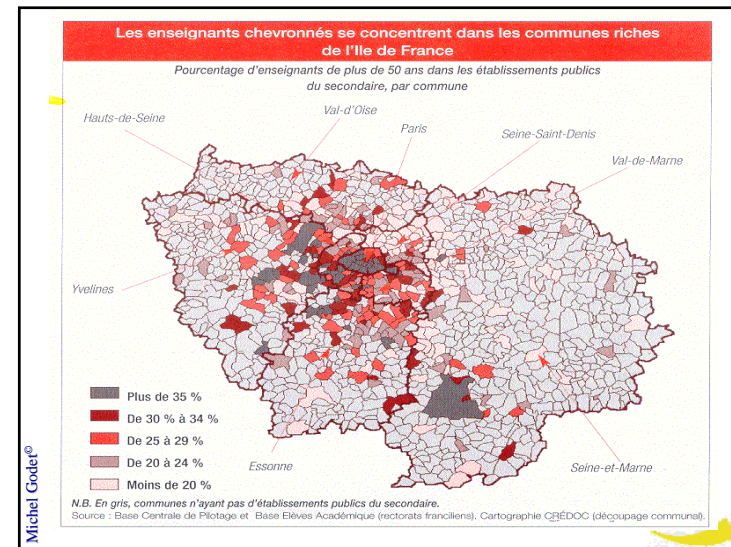 Les enseignants chevronnés se concentrent dans les communes riches
de l'Ile de France
Pourcentage d'enseignants de plus de 50 ans dans les établissements publics
du secondaire, par commune
Hauts-de-Seine
Val-d'Oise
Paris
Seine-Saint-Denis
Val-de-Marne
Yvelines
Plus de 35 %
De 30 % à 34 %
De 25 à 29 %
De 20 à 24 %
Moins de 20 %
Essonne
Seine-et-Marne
N.B. En gris, communes n'ayant pas d'établissements publics du secondaire.
Source : Base Centrale de Pilotage et Base Elèves Académique (rectorats franciliens). Cartographie CRÉDOC (découpage communal).
Michel Godet©